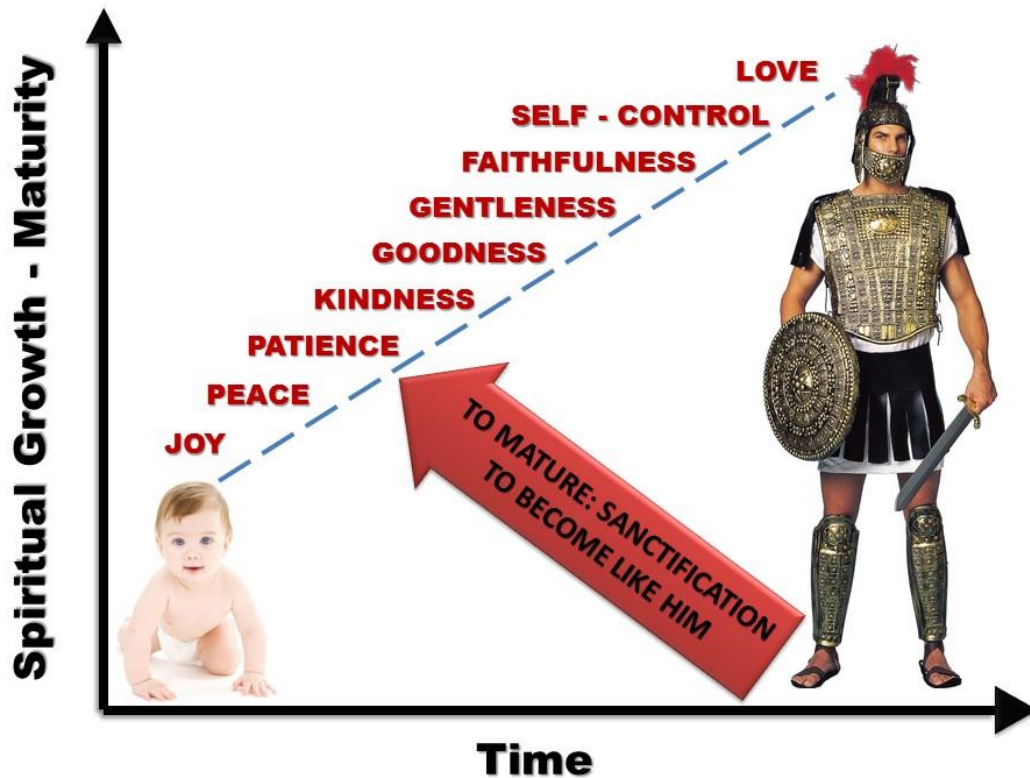 Spiritual Growth - Maturity
LOVE
SELF - CONTROL
FAITHFULNESS
GENTLENESS
GOODNESS
KINDNESS
PATIENCE
PEACE
JOY
TO MATURE: SANCTIFICATION
TO BECOME LIKE HIM
Time